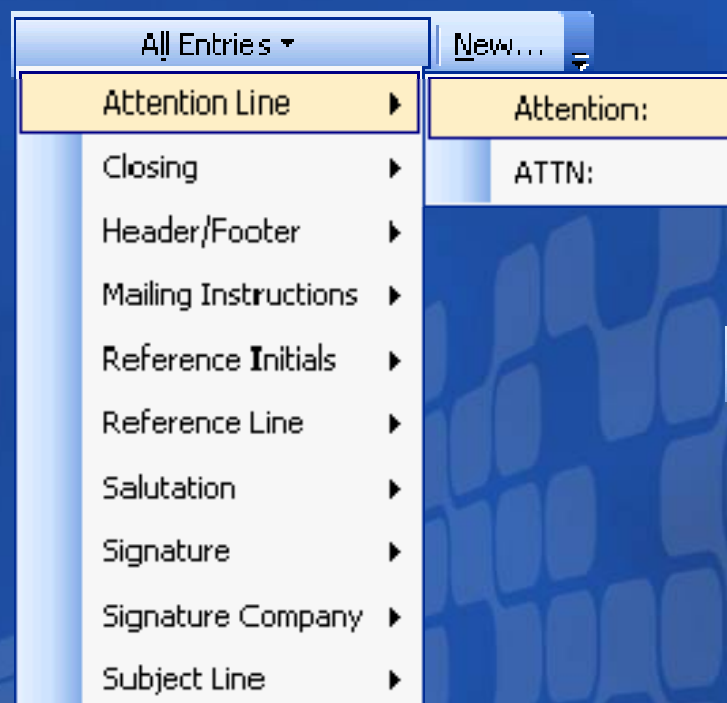 All Entries New...
Attention Line
Attention:
Closing
ATTN:
Header/Footer
Mailing Instructions
Reference Initials
Reference Line
Salutation
Signature
Signature Company
Subject Line